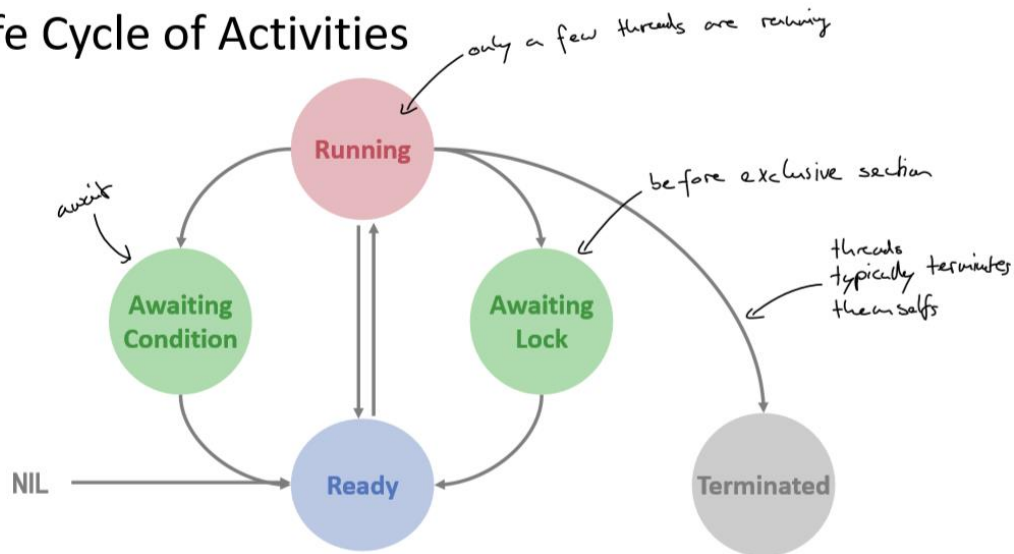 fe Cycle of Activities
only a few threads are running
Running
before exclusive section
await
threads
typically terminates
themselfs
Awaiting
Condition
Awaiting
Lock
NIL
Ready
Terminated